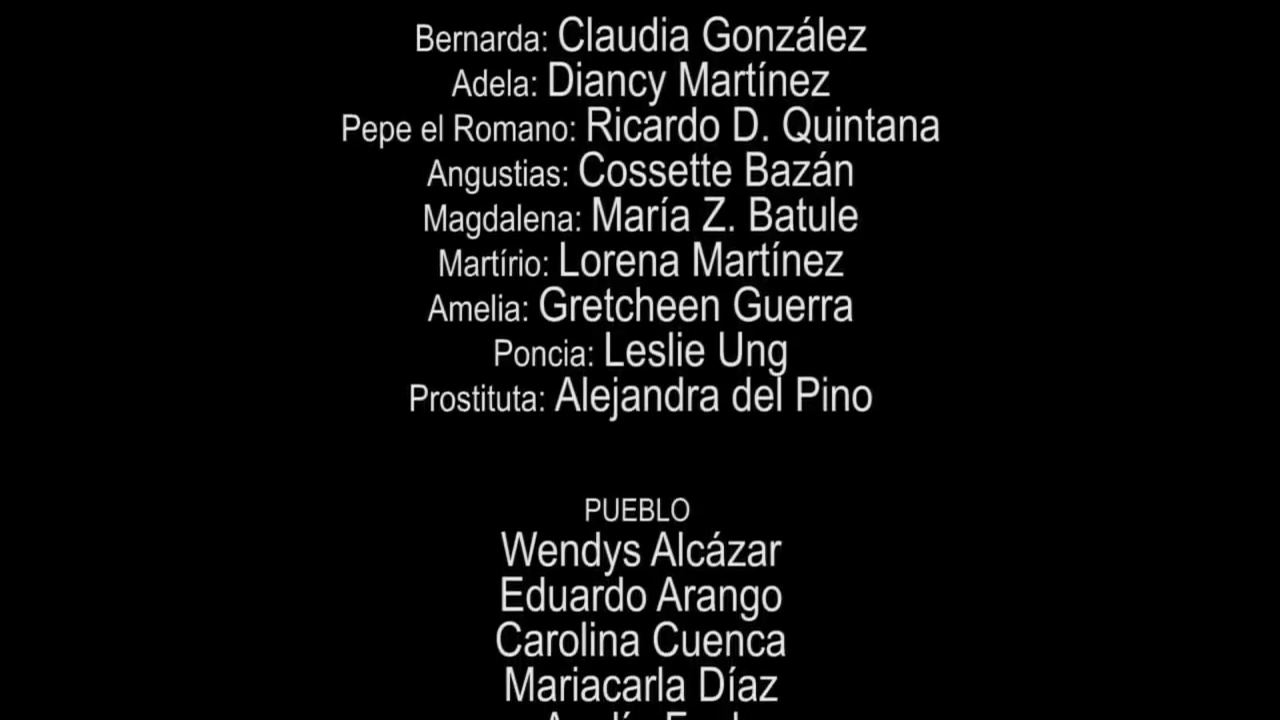 Bernarda: Claudia González
Adela: Diancy Martínez
Pepe el Romano: Ricardo D. Quintana
Angustias: Cossette Bazán
Magdalena: María Z. Batule
Martírio: Lorena Martínez
Amelia: Gretcheen Guerra
Poncia: Leslie Ung
Prostituta: Alejandra del Pino
PUEBLO
Wendys Alcázar
Eduardo Arango
Carolina Cuenca
Mariacarla Díaz